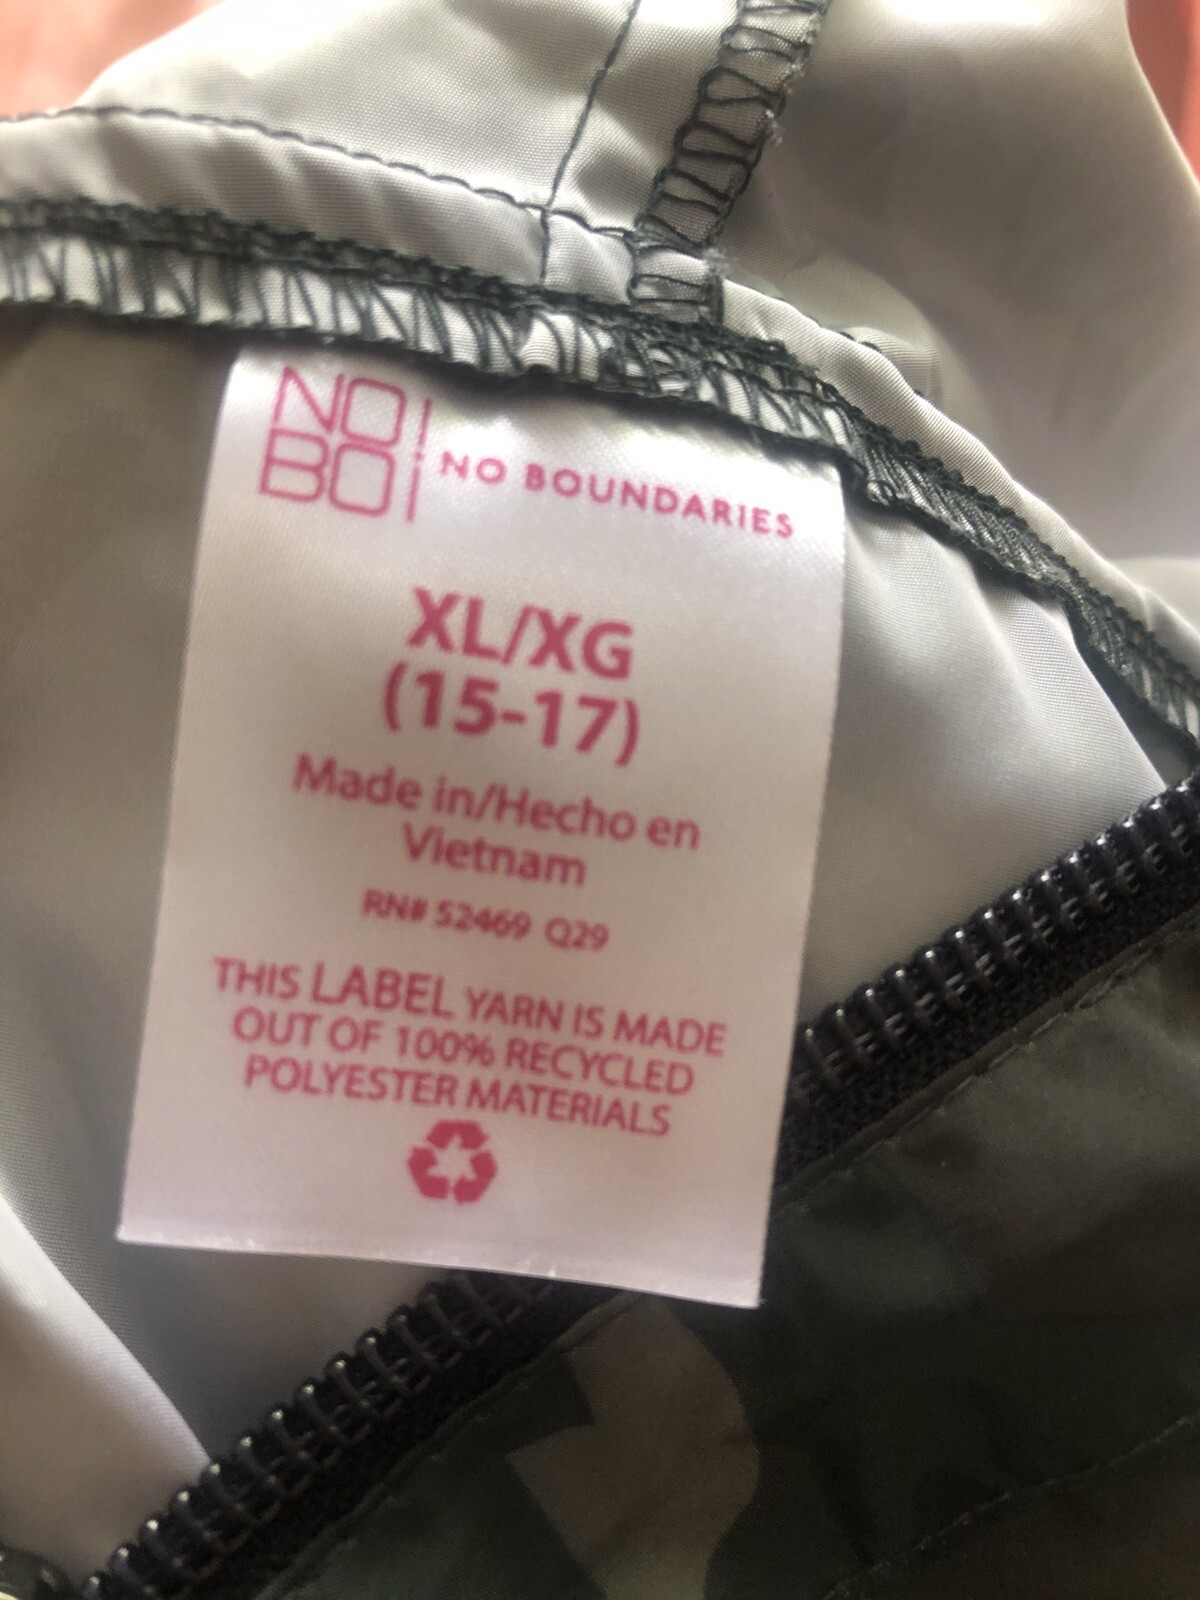 NO
BO
NO BOUNDARIES
XL/XG
(15-17)
Made in/Hecho en
Vietnam
RN# 52469 Q29
THIS LABEL YARN IS MADE
OUT OF 100% RECYCLED
POLYESTER MATERIALS